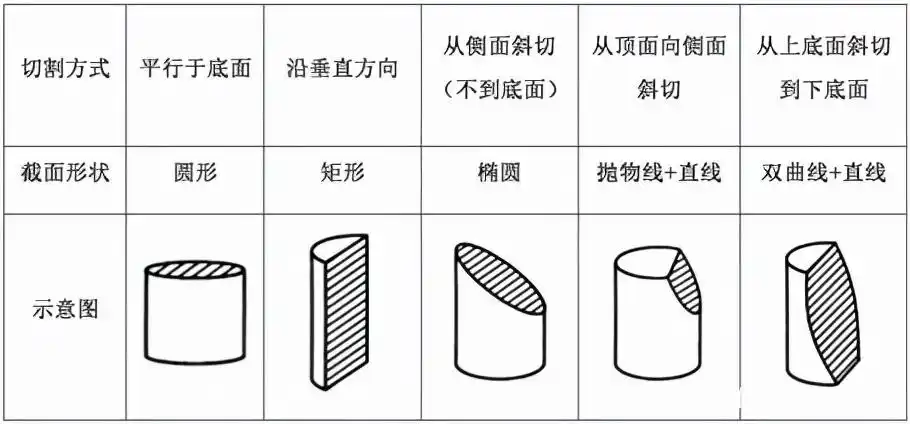 切割方式 平行于底面 沿垂直方向 从侧面斜切 从顶面向侧面 从上底面斜切
（不到底面） 斜切 到下底面
截面形状 圆形 矩形 椭圆 抛物线+直线 双曲线+直线
示意图